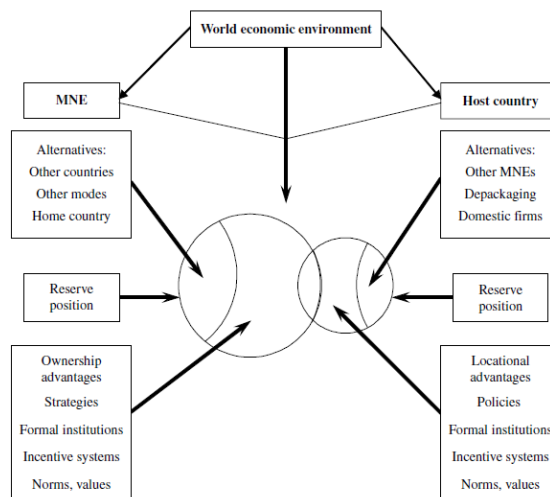 World economic environment
MNE
Host country
Alternatives:
Other countries
Other modes
Home country
Alternatives:
Other MNEs
Depackaging
Domestic firms
Reserve
position
Reserve
position
Ownership
advantages
Strategies
Formal institutions
Incentive systems
Norms, values
Locational
advantages
Policies
Formal institutions
Incentive systems
Norms, values